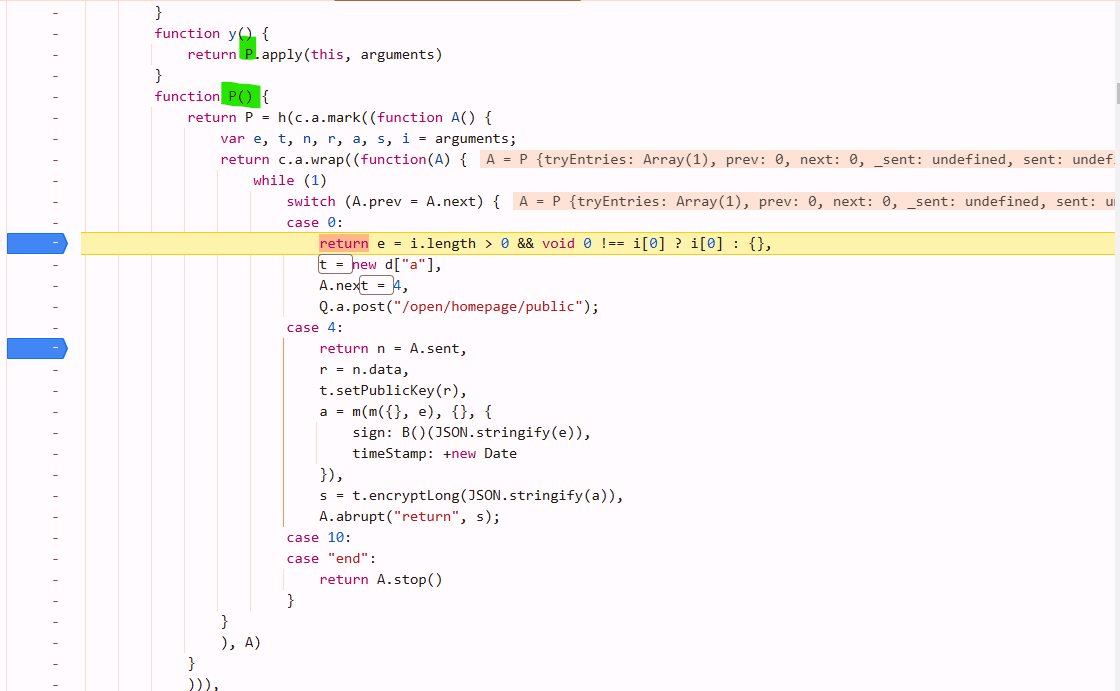 }
function y() {
return P.apply(this, arguments)
}
function P() {
return P = h(c.a.mark((function A() {
var e, t, n, r, a, s, i = arguments;
return c.a.wrap((function(A) { A = P {tryEntries: Array(1), prev: 0, next: 0, _sent: undefined, sent: undef
while (1)
switch (A.prev = A.next) { A = P {tryEntries: Array(1), prev: 0, next: 0, _sent: undefined, sent: u
case 0:
return e = i.length > 0 && void 0 !== i[0] ? i[0] : {},
t = new d["a"],
A.next = 4,
Q.a.post("/open/homepage/public");
case 4:
return n = A.sent,
r = n.data,
t.setPublicKey(r),
a = m(m({}, e), {}, {
sign: B()(JSON.stringify(e)),
timeStamp: +new Date
}),
s = t.encryptLong(JSON.stringify(a)),
A.abrupt("return", s);
case 10:
case "end":
return A.stop()
}
}
), A)
}
))),